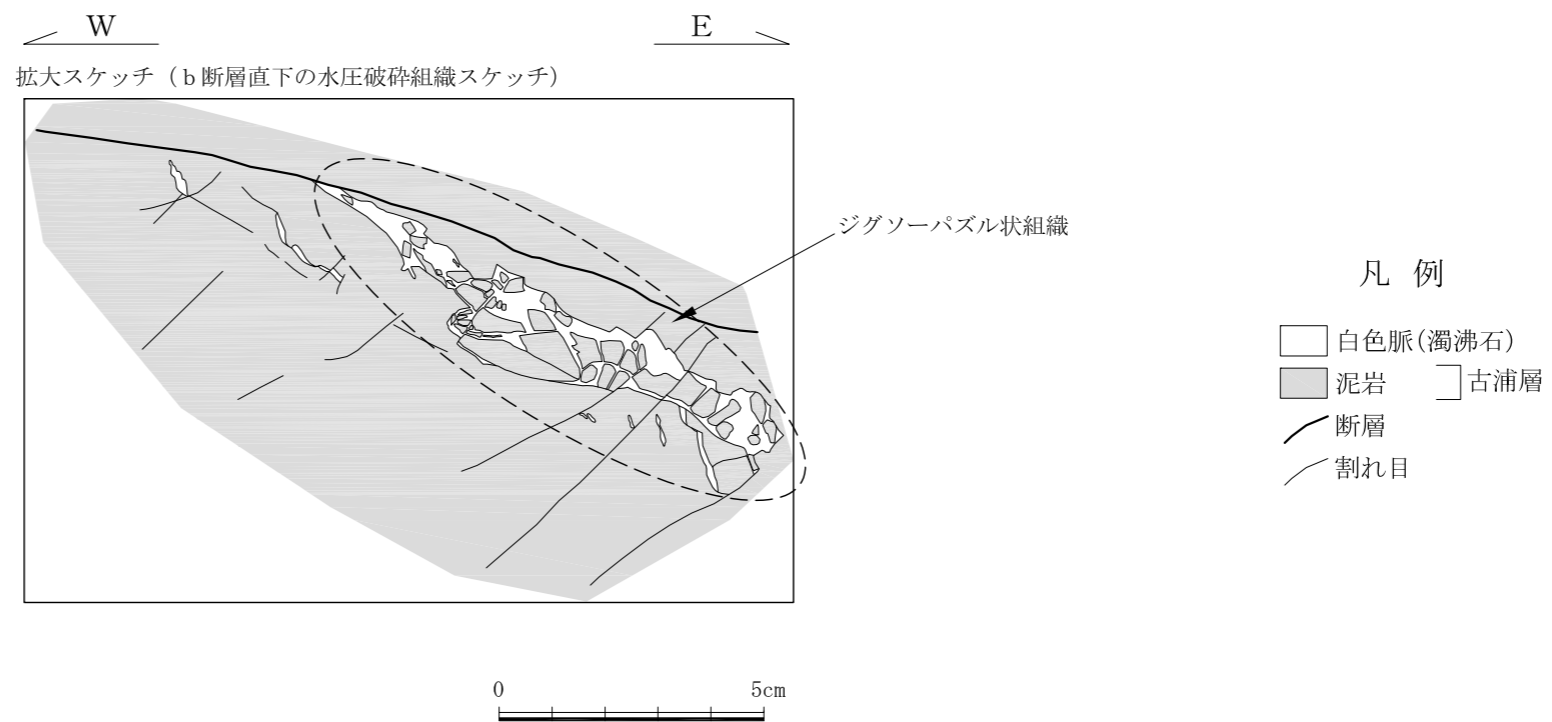 W
E
拡大スケッチ（ｂ断層直下の水圧破砕組織スケッチ）
ジグソーパズル状組織
凡 例
白色脈(濁沸石)
泥岩
古浦層
断層
割れ目
0
5cm